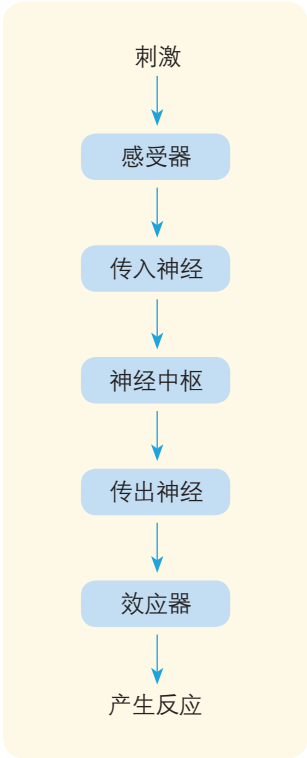 刺激
感受器
传入神经
神经中枢
传出神经
效应器
产生反应